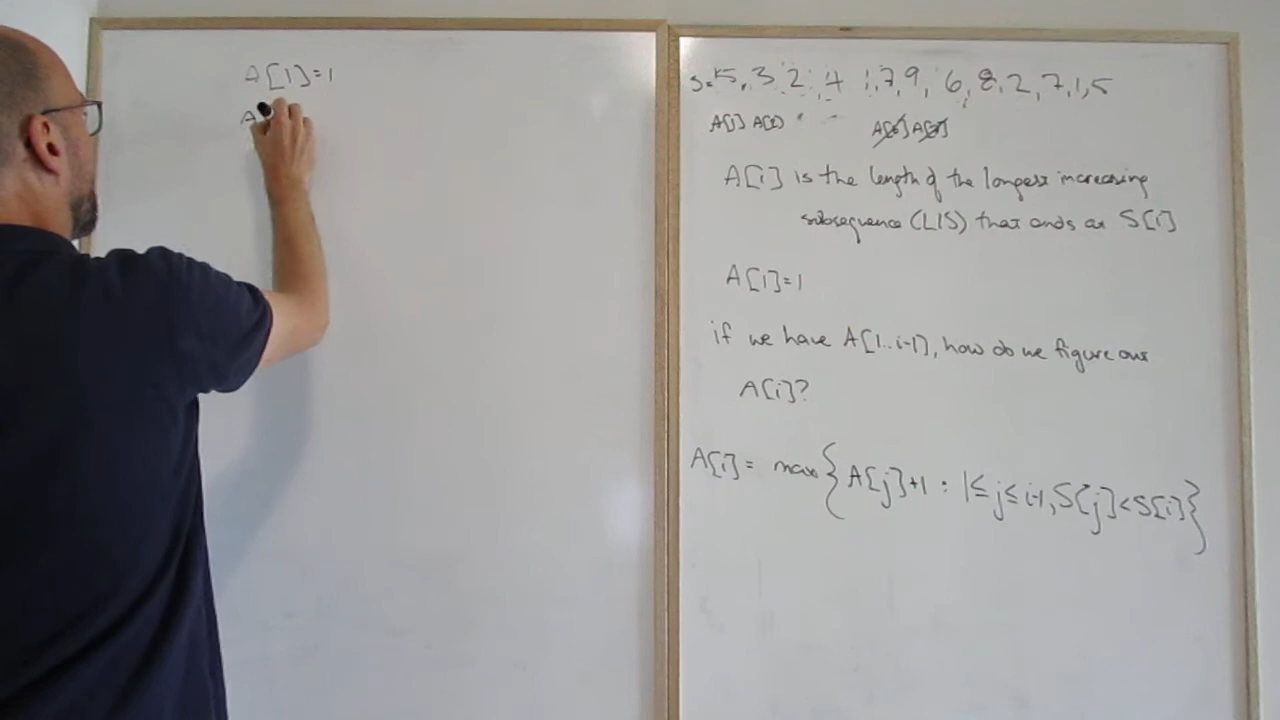 A[1]=1
A
S=5, 3, 2, 4, 1, 7, 9, 6, 8, 2, 7, 1, 5
A[1] A[2]
A[i] is the length of the longest increasing
subsequence (LIS) that ends at S[i]
A[1]=1
if we have A[1..i-1], how do we figure out
A[i]?
A[i] = max{A[j]+1 : 1≤j≤i-1, S[j]<S[i]}